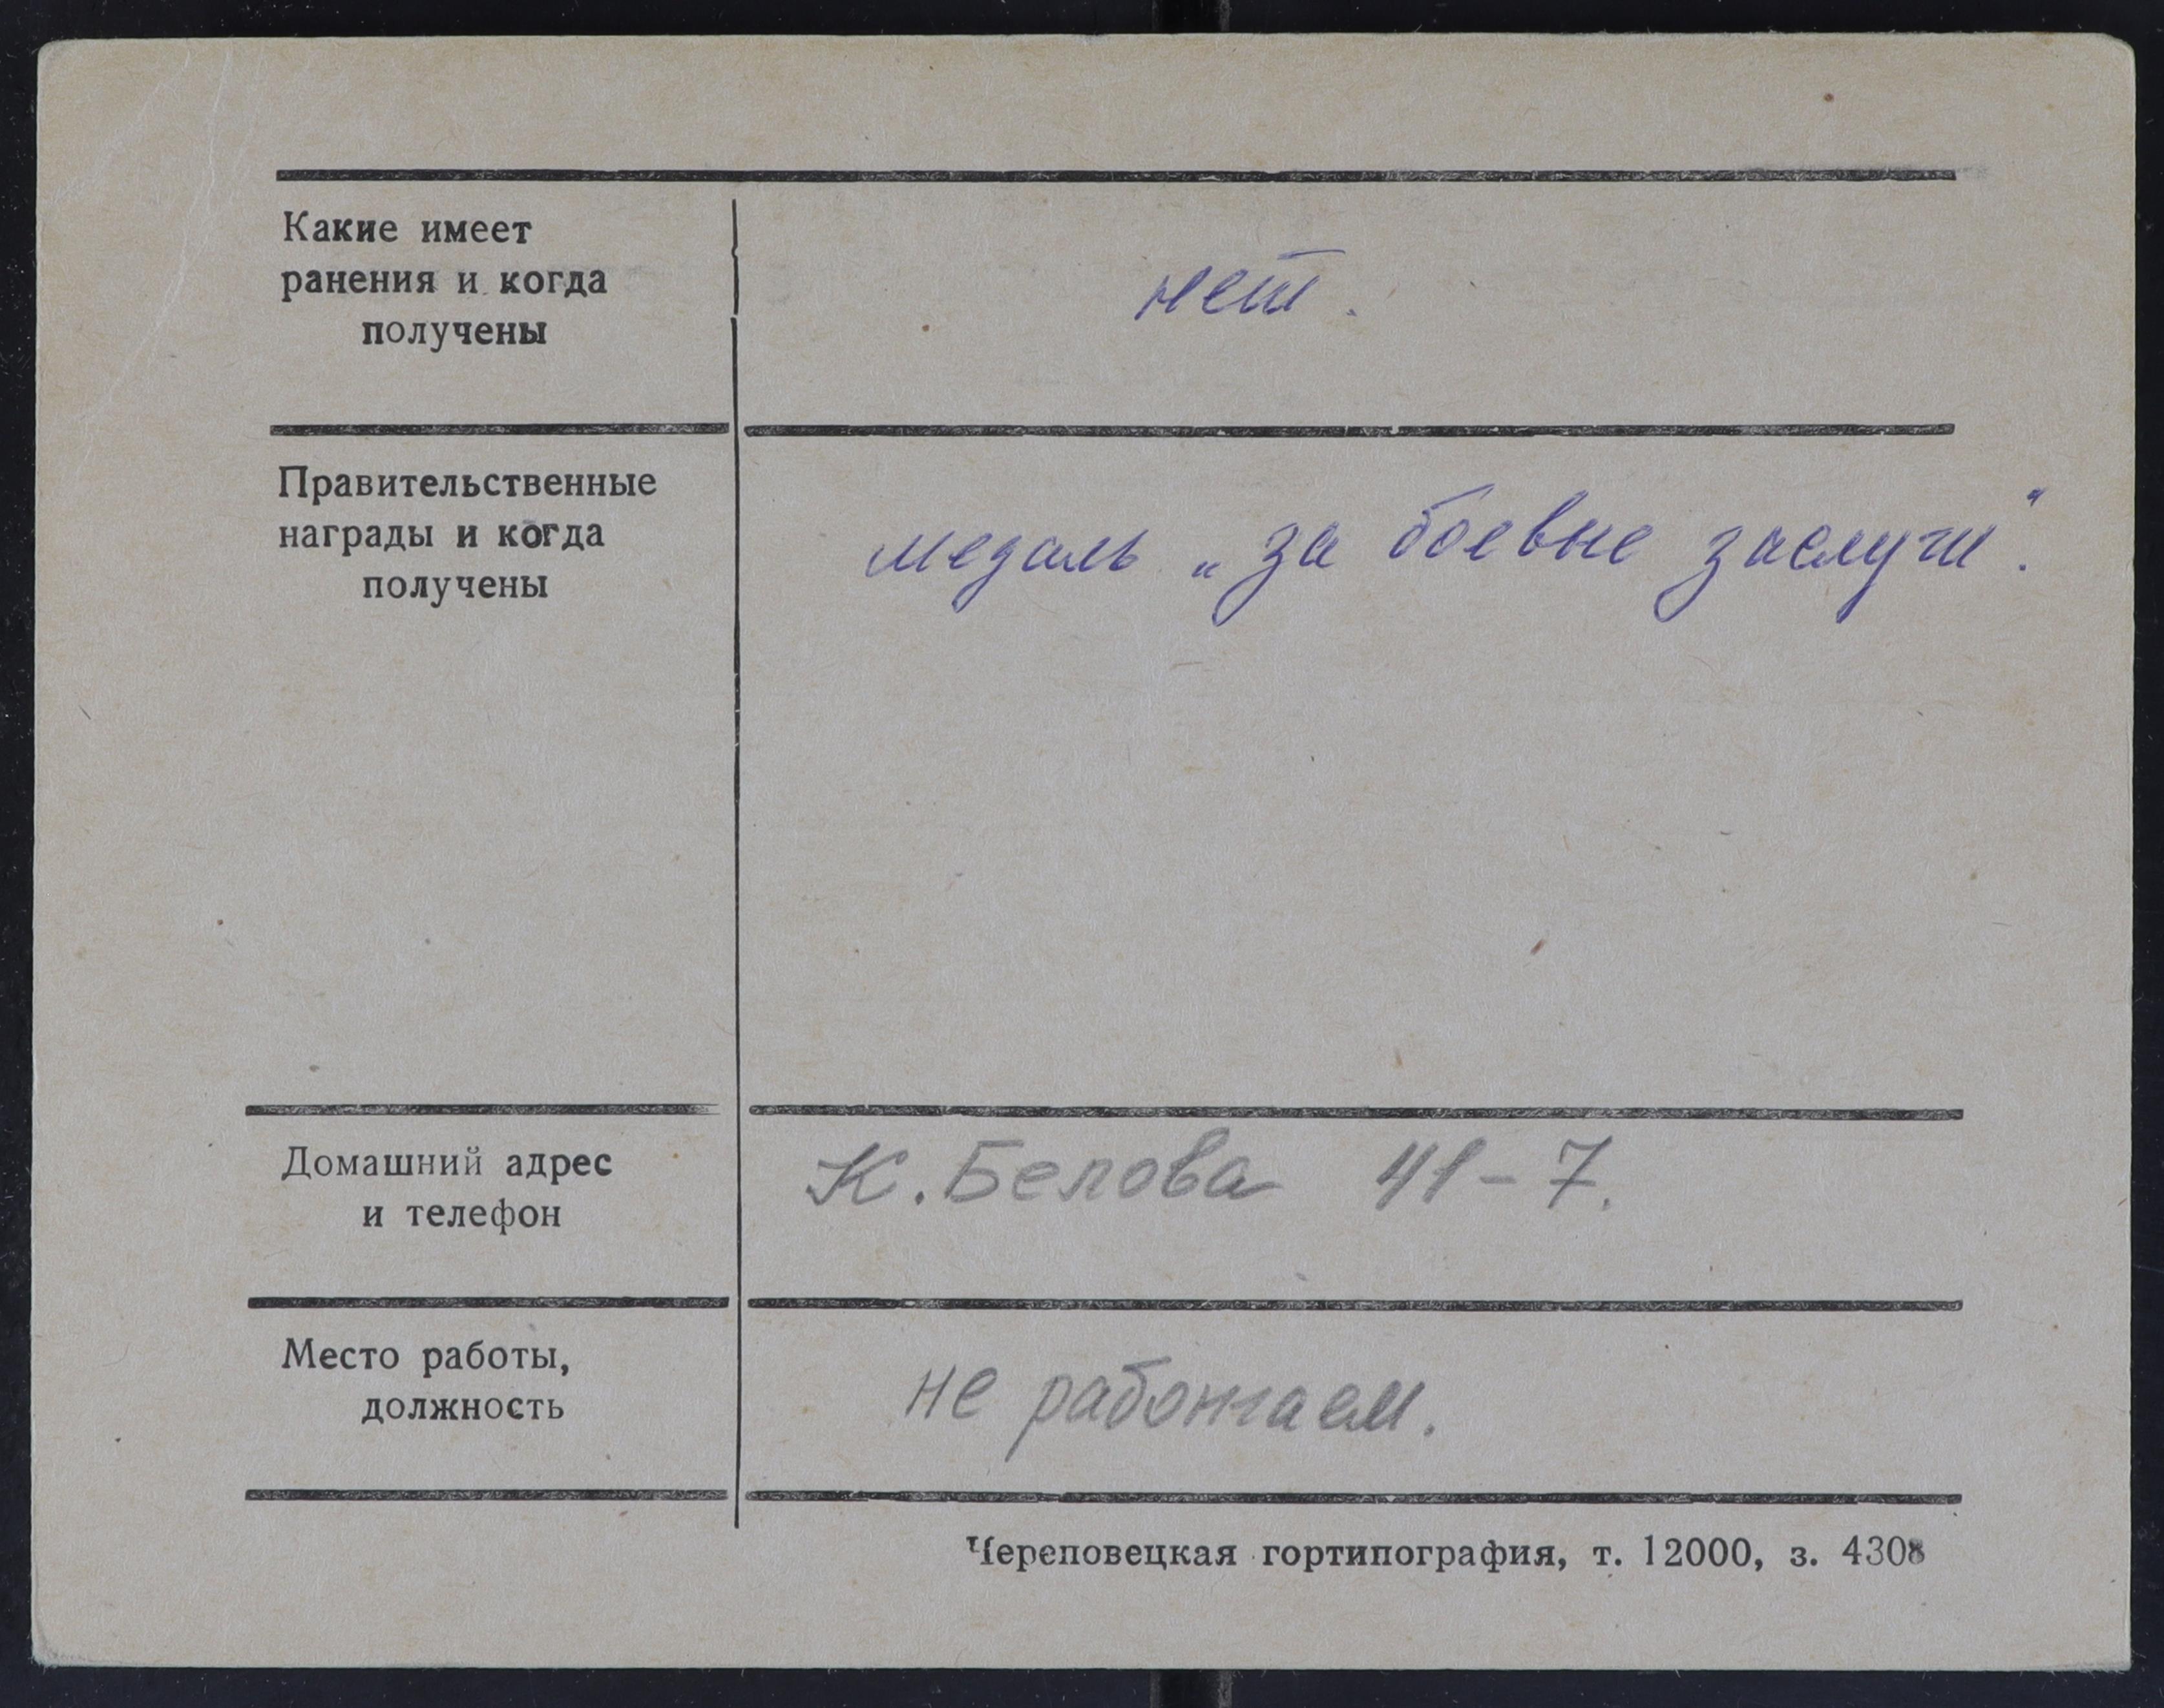 Какие имеет
ранения и когда
получены
нет.
Правительственные
награды и когда
получены
медаль „за боевые заслуги".
Домашний адрес
и телефон
К. Белова 41-7.
Место работы,
должность
не работает.
Череповецкая гортипография, т. 12000, з. 4308